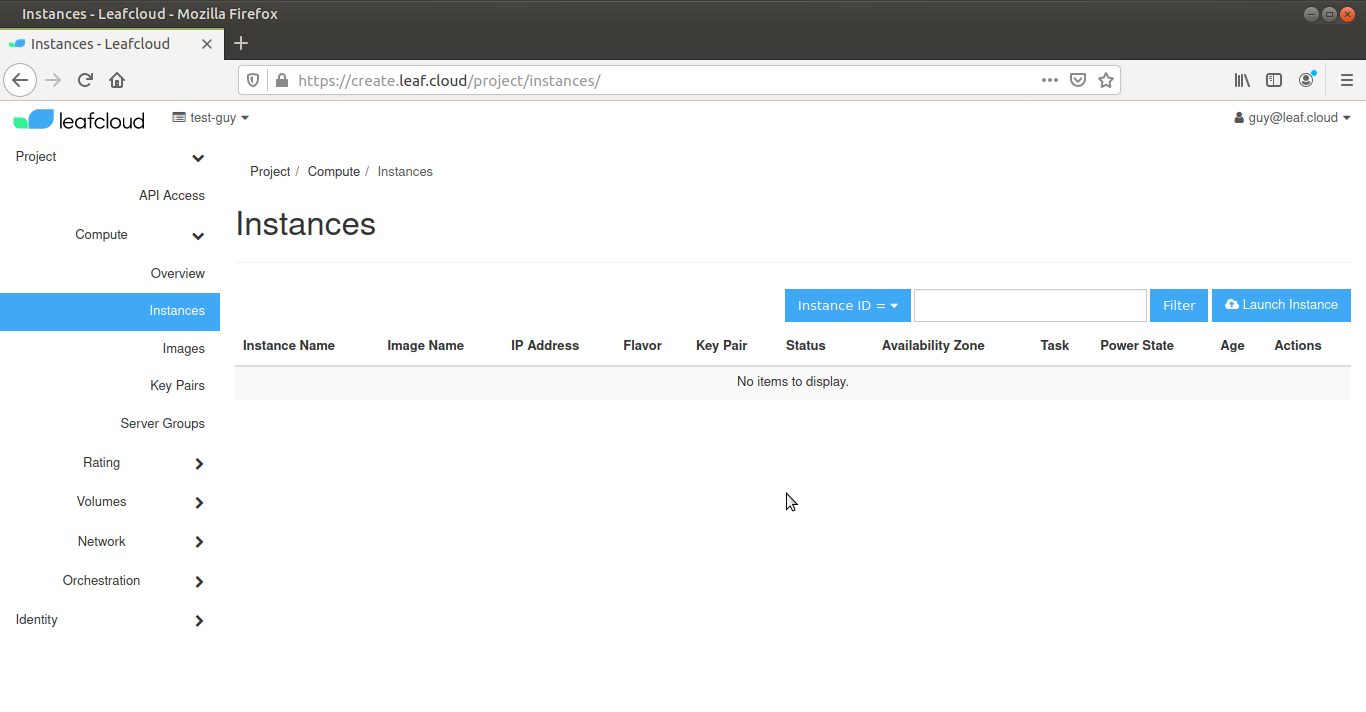 Instances - Leafcloud - Mozilla Firefox
Instances - Leafcloud
https://create.leaf.cloud/project/instances/
leafcloud
test-guy
guy@leaf.cloud
Project
API Access
Compute
Overview
Instances
Images
Key Pairs
Server Groups
Rating
Volumes
Network
Orchestration
Identity
Project / Compute / Instances
Instances
Instance ID = Filter Launch Instance
Instance Name Image Name IP Address Flavor Key Pair Status Availability Zone Task Power State Age Actions
No items to display.